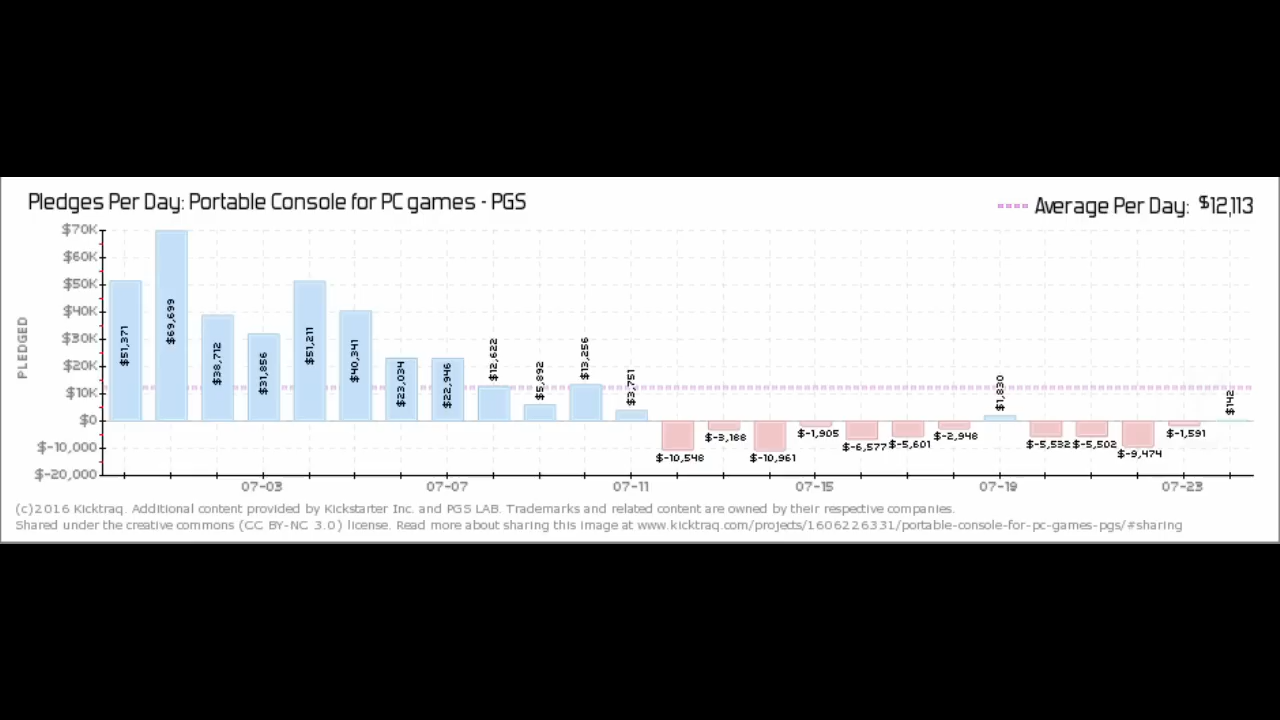 Pledges Per Day: Portable Console for PC games - PGS
Average Per Day: $12,113
PLEDGED
$70K
$60K
$50K
$40K
$30K
$20K
$10K
$0
$-10,000
$-20,000
$51,371
$69,699
$38,712
$31,856
$51,211
$40,341
$23,034
$22,946
$12,622
$5,892
$13,256
$3,751
$-10,548
$-3,188
$-10,961
$-1,905
$-6,577
$-5,601
$-2,948
$1,830
$-5,532
$-5,502
$-9,474
$-1,591
$142
07-03
07-07
07-11
07-15
07-19
07-23
(c)2016 Kicktraq. Additional content provided by Kickstarter Inc. and PGS LAB. Trademarks and related content are owned by their respective companies.
Shared under the creative commons (CC BY-NC 3.0) license. Read more about sharing this image at www.kicktraq.com/projects/1606226331/portable-console-for-pc-games-pgs/#sharing